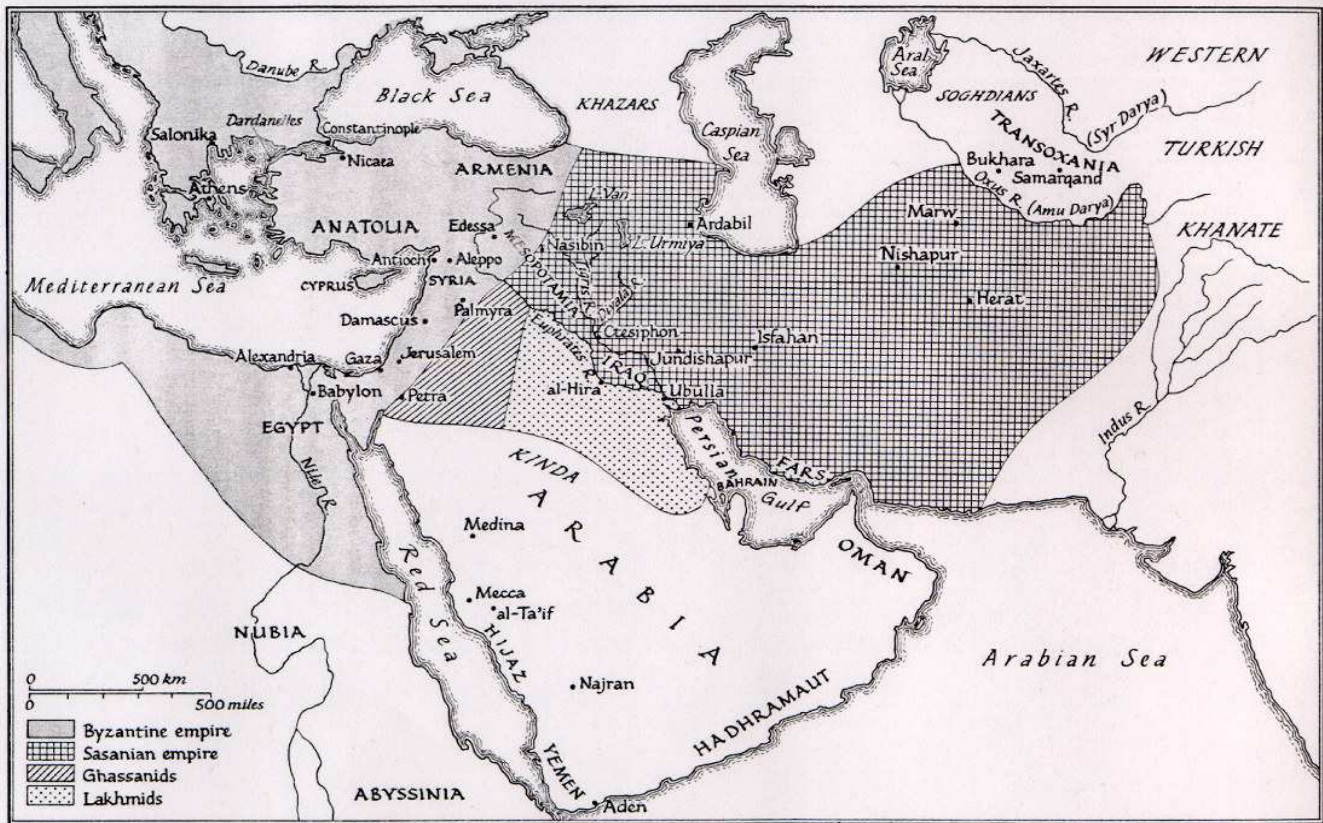 Danube R.
Black Sea
KHAZARS
Aral
Sea
Jaxartes R.
(Syr Darya)
WESTERN
TURKISH
KHANATE
SOGHDIANS
TRANSOXANIA
Bukhara
Samarqand
Oxus R. (Amu Darya)
Caspian
Sea
Salonika
Dardanelles
Constantinople
Nicaea
Athens
ARMENIA
ANATOLIA
L. Van
Ardabil
L. Urmiya
Edessa
Nasibin
MESOPOTAMIA
Tigris R.
Diyala R.
Marw
Nishapur
Herat
Antioch
Aleppo
Mediterranean Sea
CYPRUS
SYRIA
Palmyra
Damascus
Euphrates R.
Ctesiphon
Isfahan
Jundishapur
IRAQ
al-Hira
Ubulla
Alexandria
Gaza
Jerusalem
Babylon
Petra
EGYPT
Nile R.
Indus R.
Persian
Gulf
FARS
BAHRAIN
KINDA
ARABIA
OMAN
Medina
Mecca
al-Ta'if
Red Sea
HIJAZ
NUBIA
Najran
HADHRAMAUT
Arabian Sea
YEMEN
Aden
ABYSSINIA
0 500 km
0 500 miles
Byzantine empire
Sasanian empire
Ghassanids
Lakhmids